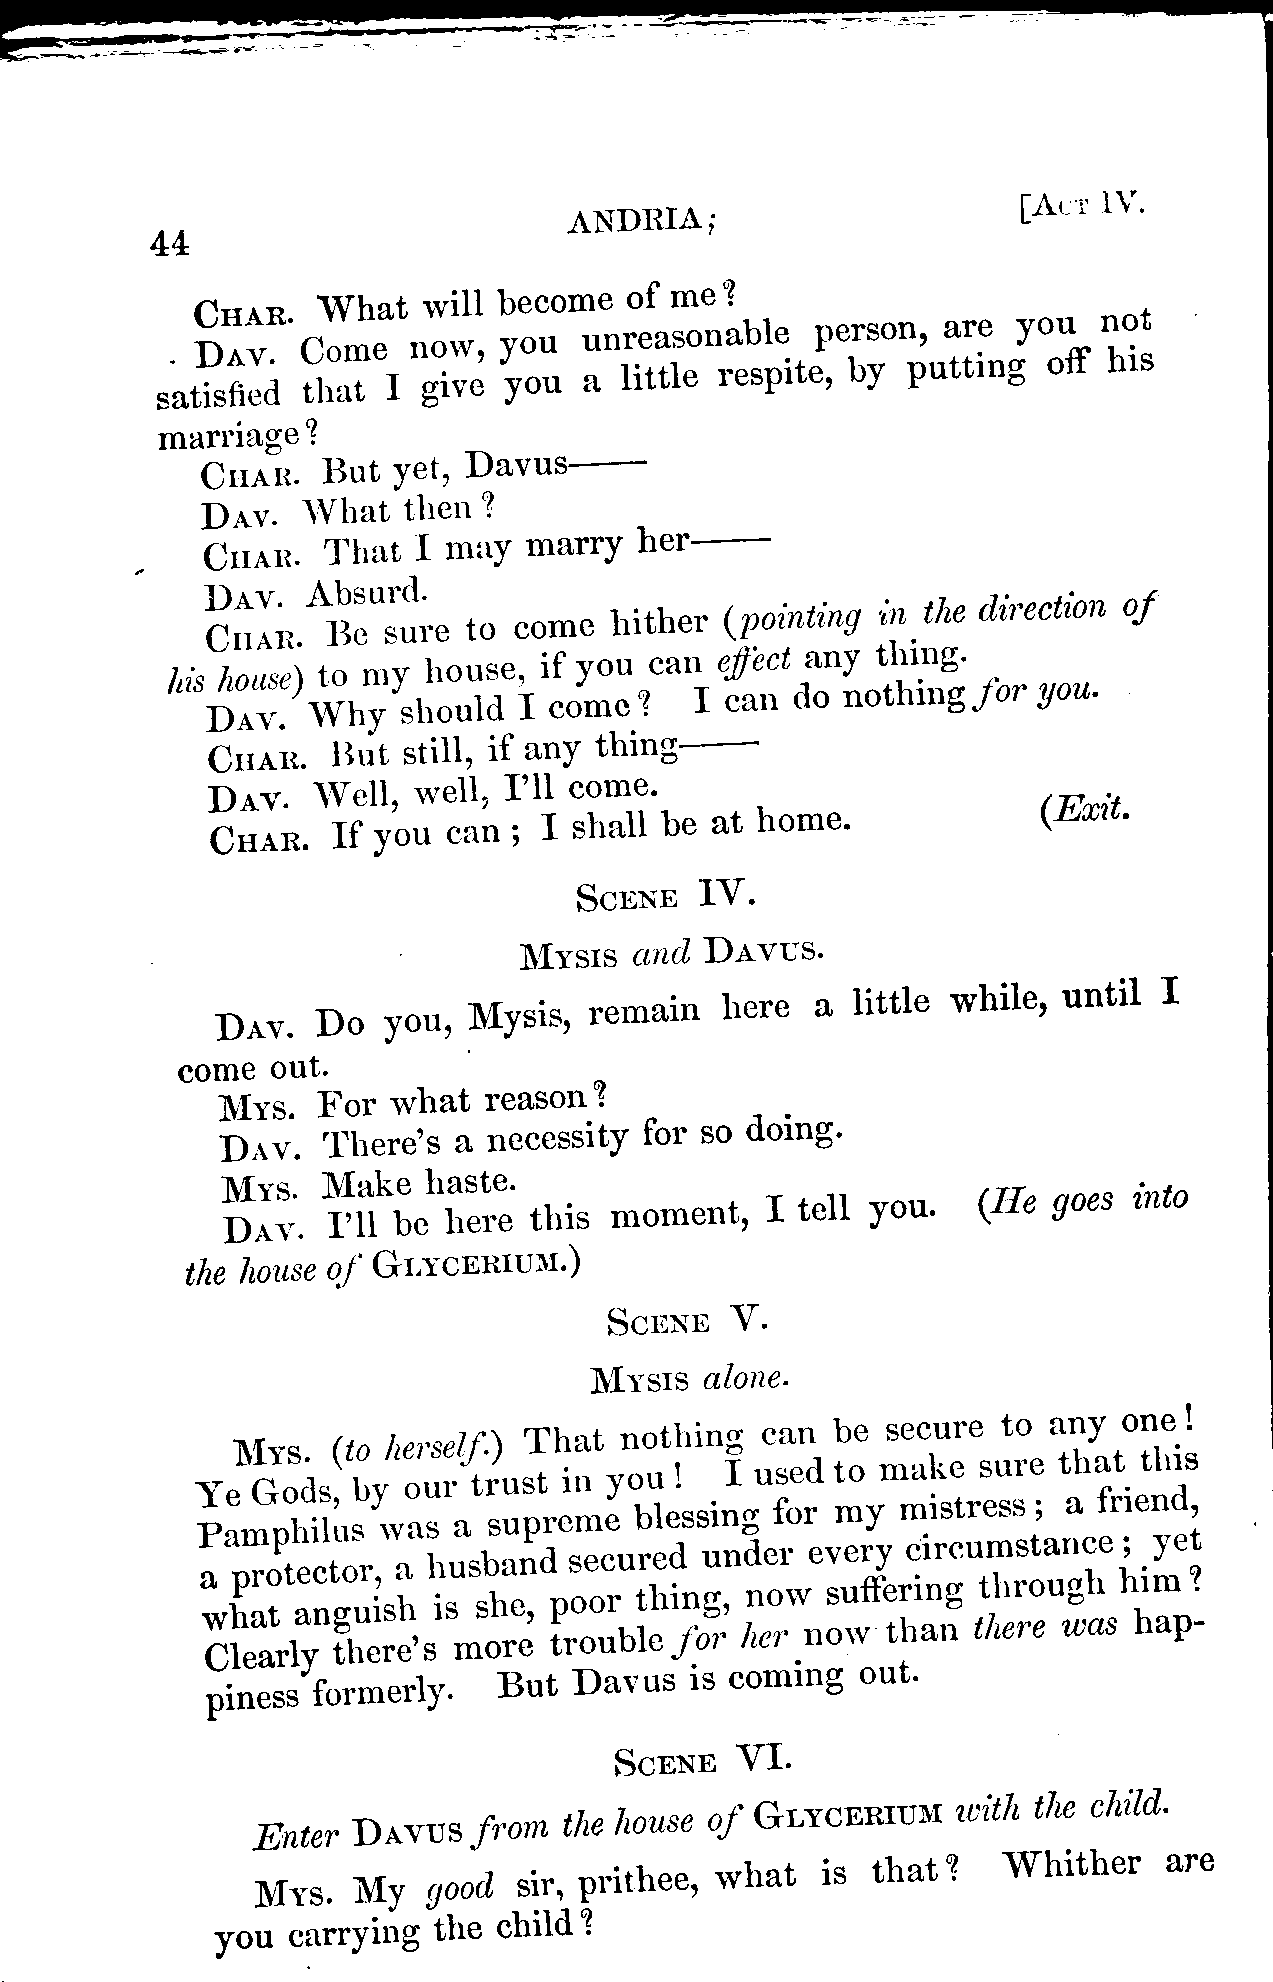 44 ANDRIA; [ACT IV.
CHAR. What will become of me?
DAV. Come now, you unreasonable person, are you not
satisfied that I give you a little respite, by putting off his
marriage?
CHAR. But yet, Davus——
DAV. What then?
CHAR. That I may marry her——
DAV. Absurd.
CHAR. Be sure to come hither (pointing in the direction of
his house) to my house, if you can effect any thing.
DAV. Why should I come? I can do nothing for you.
CHAR. But still, if any thing——
DAV. Well, well, I'll come.
CHAR. If you can; I shall be at home. (Exit.
SCENE IV.
MYSIS and DAVUS.
DAV. Do you, Mysis, remain here a little while, until I
come out.
MYS. For what reason?
DAV. There's a necessity for so doing.
MYS. Make haste.
DAV. I'll be here this moment, I tell you. (He goes into
the house of GLYCERIUM.)
SCENE V.
MYSIS alone.
MYS. (to herself.) That nothing can be secure to any one!
Ye Gods, by our trust in you! I used to make sure that this
Pamphilus was a supreme blessing for my mistress; a friend,
a protector, a husband secured under every circumstance; yet
what anguish is she, poor thing, now suffering through him?
Clearly there's more trouble for her now than there was hap-
piness formerly. But Davus is coming out.
SCENE VI.
Enter DAVUS from the house of GLYCERIUM with the child.
MYS. My good sir, prithee, what is that? Whither are
you carrying the child?